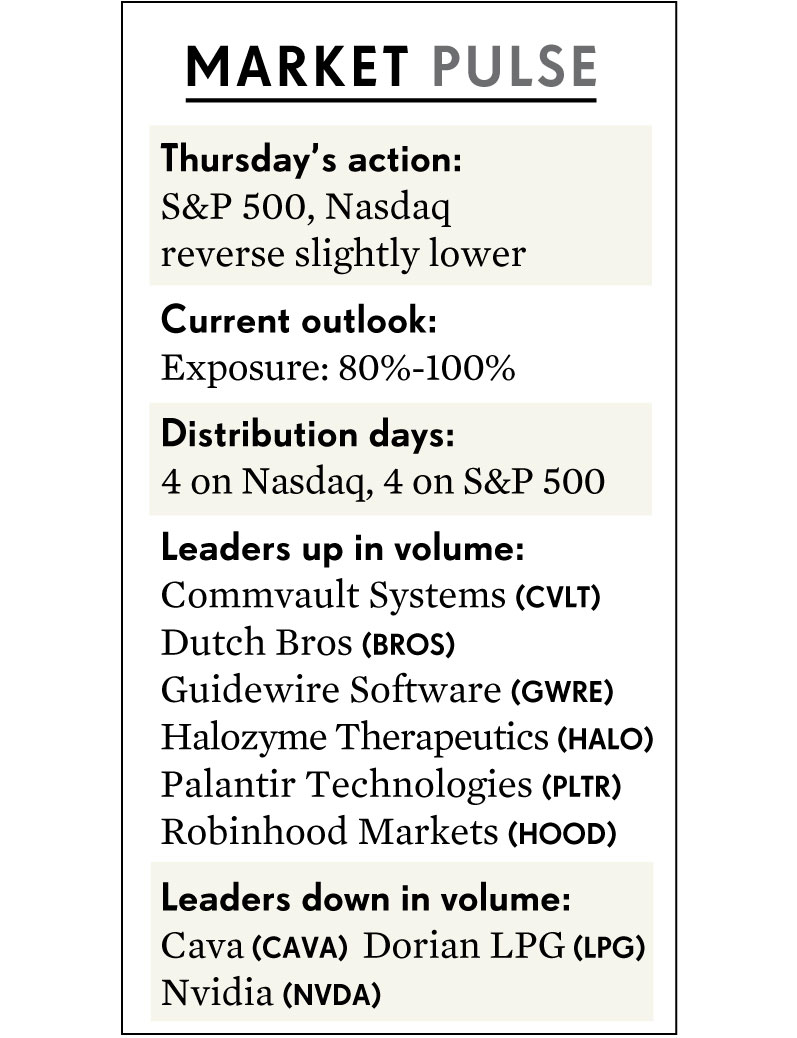 MARKET PULSE
Thursday’s action:
S&P 500, Nasdaq
reverse slightly lower
Current outlook:
Exposure: 80%-100%
Distribution days:
4 on Nasdaq, 4 on S&P 500
Leaders up in volume:
Commvault Systems (CVLT)
Dutch Bros (BROS)
Guidewire Software (GWRE)
Halozyme Therapeutics (HALO)
Palantir Technologies (PLTR)
Robinhood Markets (HOOD)
Leaders down in volume:
Cava (CAVA) Dorian LPG (LPG)
Nvidia (NVDA)